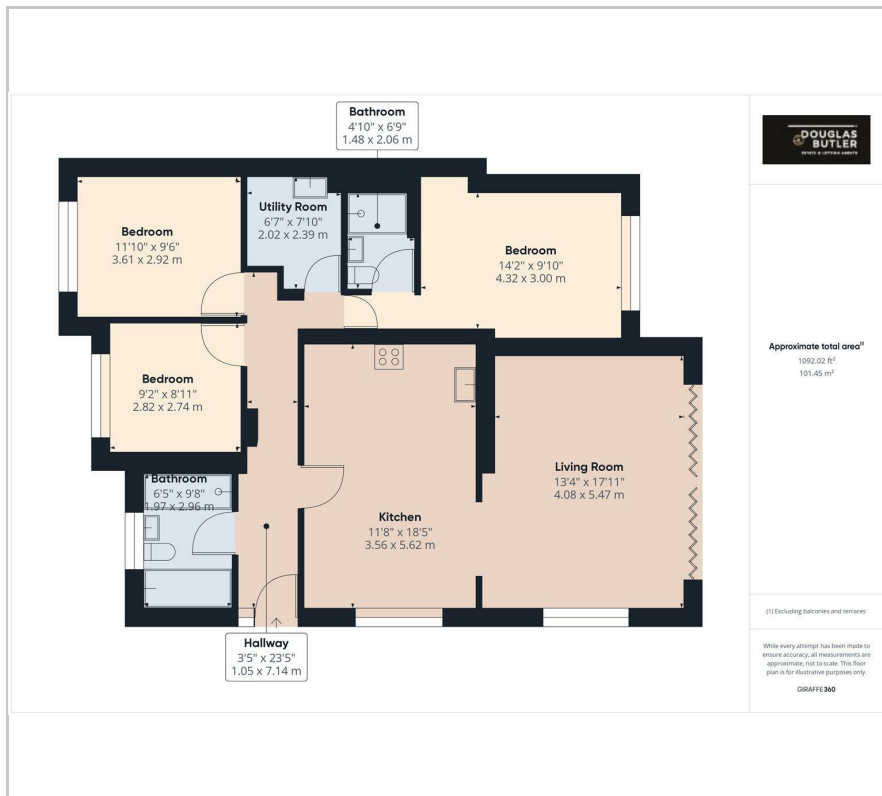 Bathroom
4'10" x 6'9"
1.48 x 2.06 m
DOUGLAS
BUTLER
ESTATE & LETTING AGENTS
Utility Room
6'7" x 7'10"
2.02 x 2.39 m
Bedroom
11'10" x 9'6"
3.61 x 2.92 m
Bedroom
14'2" x 9'10"
4.32 x 3.00 m
Approximate total area(1)
1092.02 ft²
101.45 m²
Bedroom
9'2" x 8'11"
2.82 x 2.74 m
Living Room
13'4" x 17'11"
4.08 x 5.47 m
Bathroom
6'5" x 9'8"
1.97 x 2.96 m
Kitchen
11'8" x 18'5"
3.56 x 5.62 m
Hallway
3'5" x 23'5"
1.05 x 7.14 m
(1) Excluding balconies and terraces
While every attempt has been made to
ensure accuracy, all measurements are
approximate, not to scale. This floor
plan is for illustrative purposes only.
GIRAFFE360